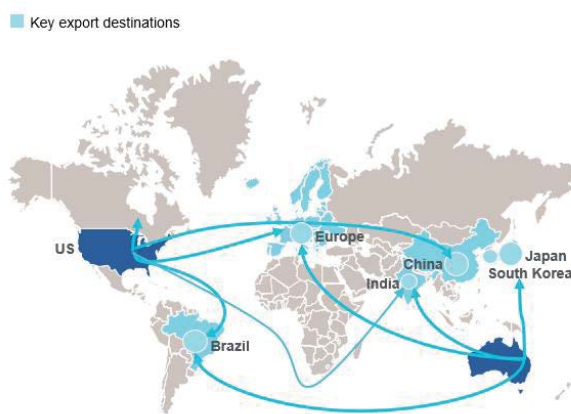 Key export destinations
US
Europe
China
Japan
South Korea
India
Brazil